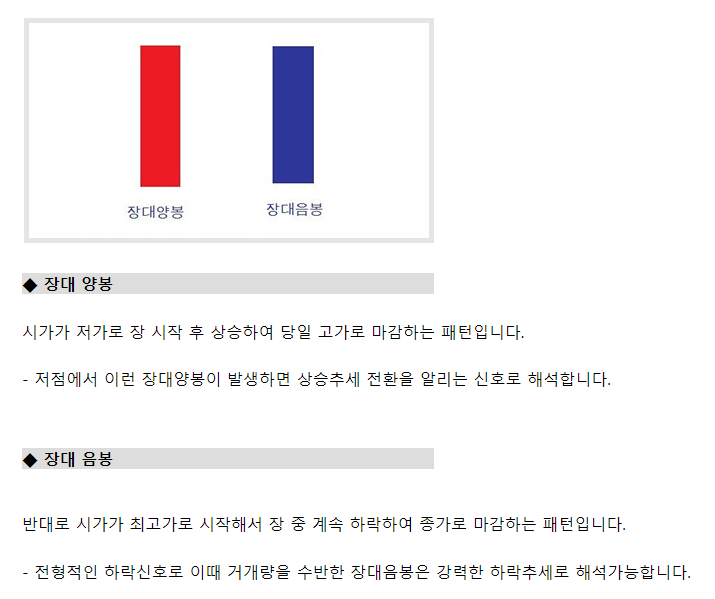 장대양봉
장대음봉
◆ 장대 양봉
시가가 저가로 장 시작 후 상승하여 당일 고가로 마감하는 패턴입니다.
- 저점에서 이런 장대양봉이 발생하면 상승추세 전환을 알리는 신호로 해석합니다.
◆ 장대 음봉
반대로 시가가 최고가로 시작해서 장 중 계속 하락하여 종가로 마감하는 패턴입니다.
- 전형적인 하락신호로 이때 거개량을 수반한 장대음봉은 강력한 하락추세로 해석가능합니다.